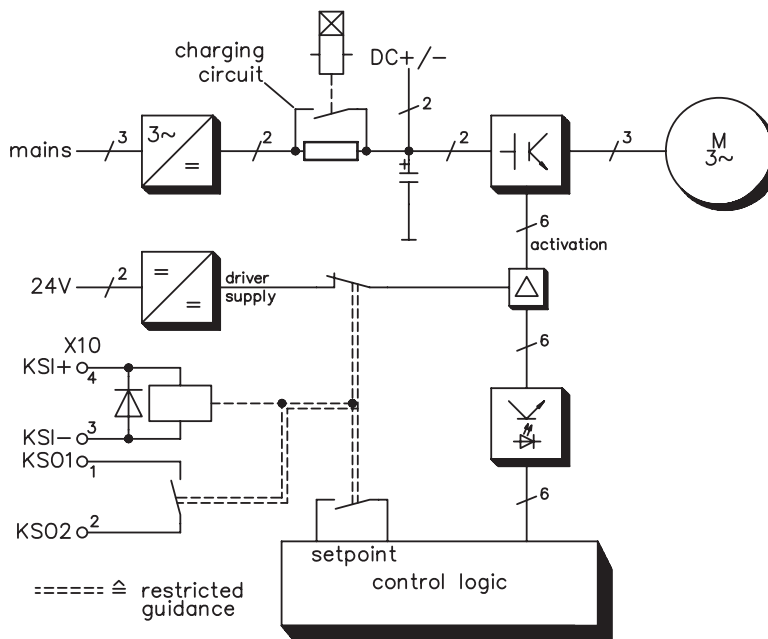 charging
circuit
DC+/-
2
mains
3
3~
=
2
2
3
M
3~
6
activation
24V
2
=
=
driver
supply
6
X10
KSI+
4
3
KSI-
KSO1
1
KSO2
2
6
setpoint
control logic
≙ restricted
guidance